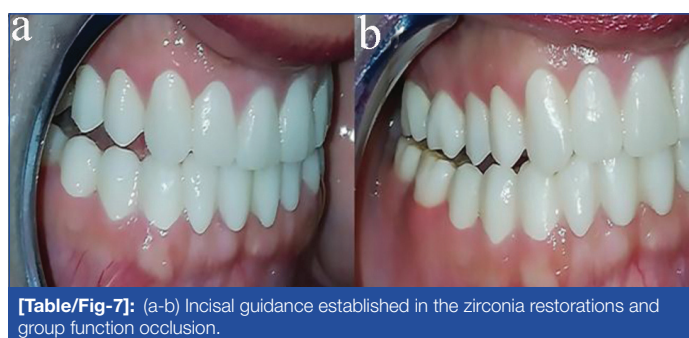 a
b
[Table/Fig-7]: (a-b) Incisal guidance established in the zirconia restorations and
group function occlusion.